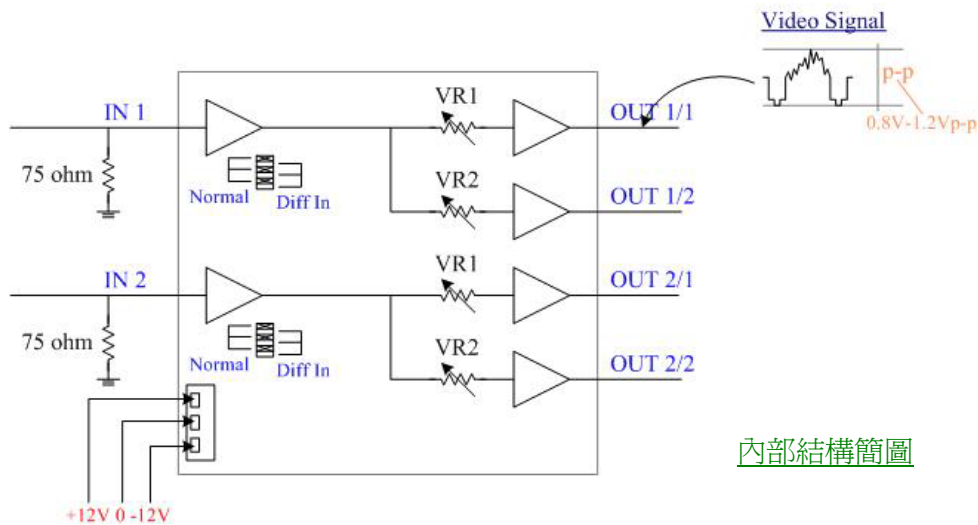 Video Signal
p-p
0.8V-1.2Vp-p
IN 1
75 ohm
Normal
Diff In
VR1
OUT 1/1
VR2
OUT 1/2
IN 2
75 ohm
Normal
Diff In
VR1
OUT 2/1
VR2
OUT 2/2
+12V 0 -12V
內部結構簡圖